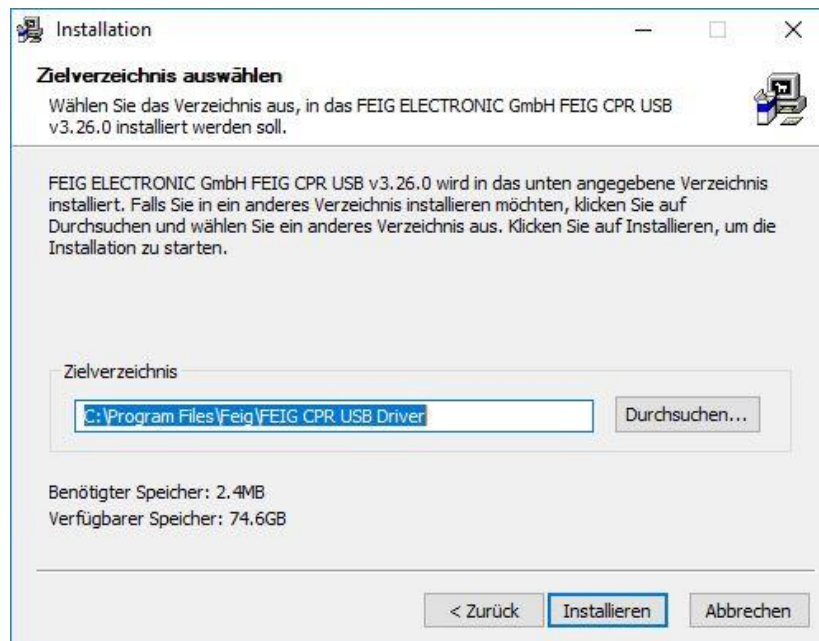 Installation
Zielverzeichnis auswählen
Wählen Sie das Verzeichnis aus, in das FEIG ELECTRONIC GmbH FEIG CPR USB
v3.26.0 installiert werden soll.
FEIG ELECTRONIC GmbH FEIG CPR USB v3.26.0 wird in das unten angegebene Verzeichnis
installiert. Falls Sie in ein anderes Verzeichnis installieren möchten, klicken Sie auf
Durchsuchen und wählen Sie ein anderes Verzeichnis aus. Klicken Sie auf Installieren, um die
Installation zu starten.
Zielverzeichnis
C:\Program Files\Feig\FEIG CPR USB Driver
Durchsuchen...
Benötigter Speicher: 2.4MB
Verfügbarer Speicher: 74.6GB
< Zurück
Installieren
Abbrechen